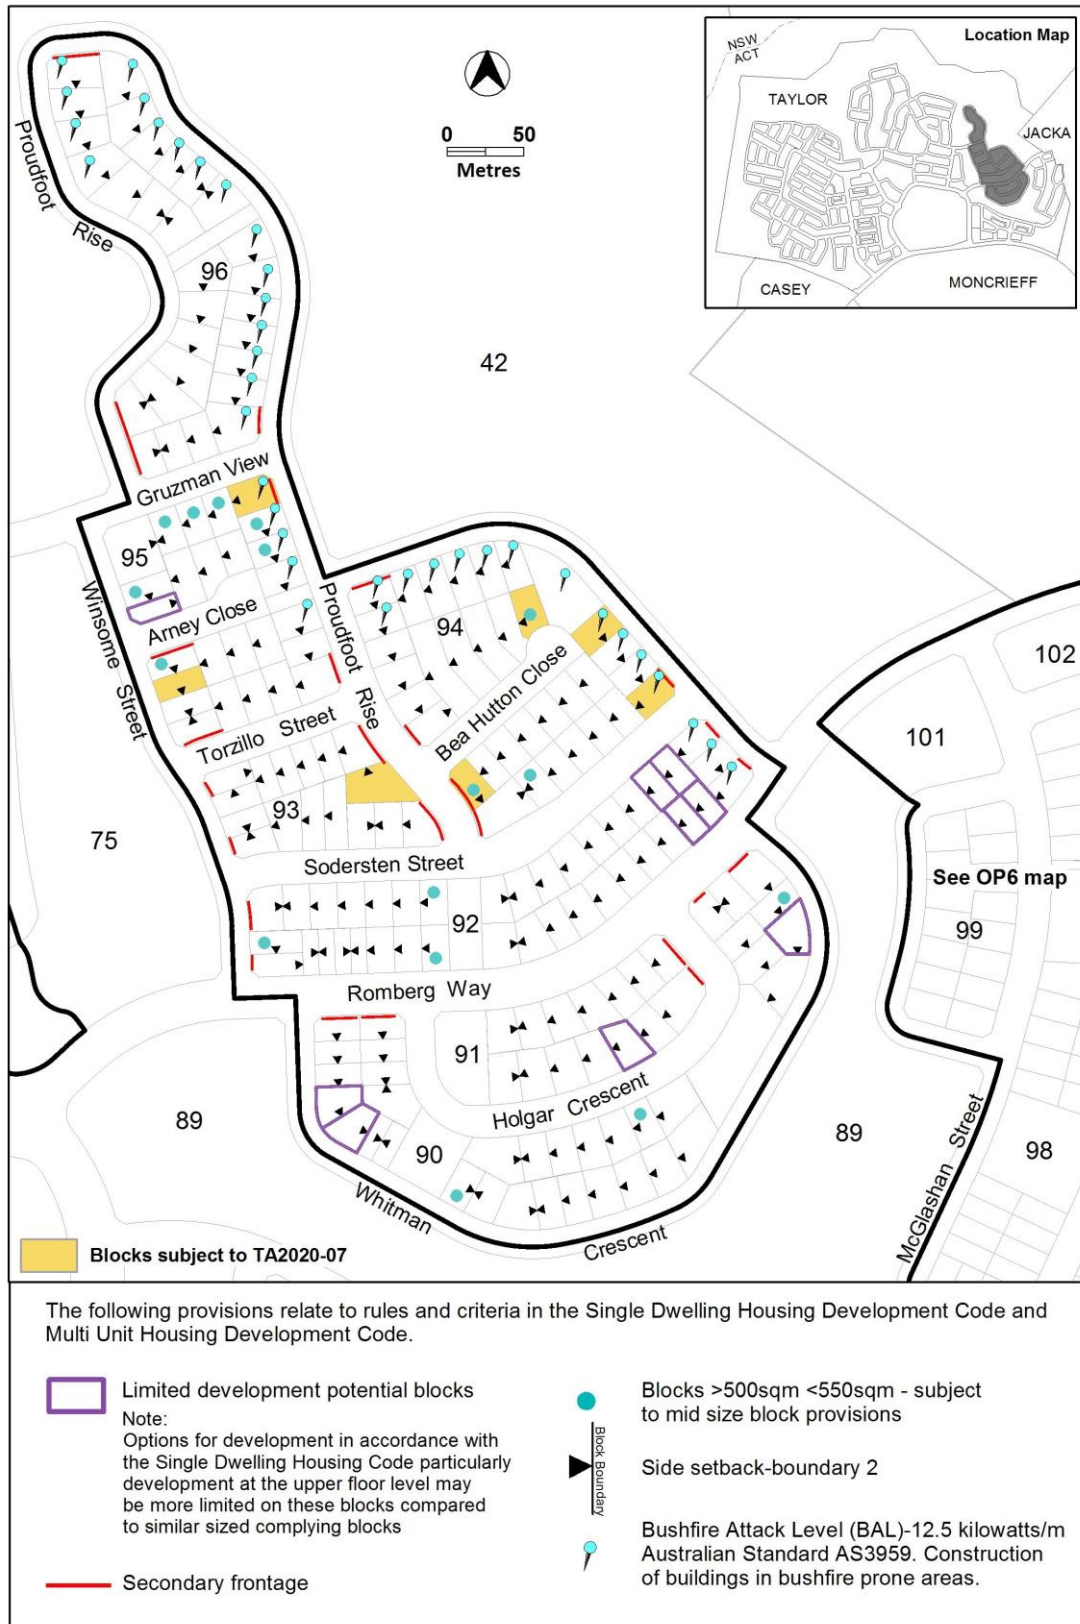 Location Map
NSW
ACT
TAYLOR
JACKA
CASEY
MONCRIEFF
0 50
Metres
Proudfoot
Rise
96
42
Gruzman View
95
Winsome Street
Arney Close
Proudfoot Rise
94
Bea Hutton Close
Torzillo Street
93
75
Sodersten Street
92
Romberg Way
91
Holgar Crescent
90
89
89
Whitman
Crescent
102
101
See OP6 map
99
98
McGlashan Street
Blocks subject to TA2020-07
The following provisions relate to rules and criteria in the Single Dwelling Housing Development Code and
Multi Unit Housing Development Code.
Limited development potential blocks
Note:
Options for development in accordance with
the Single Dwelling Housing Code particularly
development at the upper floor level may
be more limited on these blocks compared
to similar sized complying blocks
Secondary frontage
Blocks >500sqm <550sqm - subject
to mid size block provisions
Block Boundary
Side setback-boundary 2
Bushfire Attack Level (BAL)-12.5 kilowatts/m
Australian Standard AS3959. Construction
of buildings in bushfire prone areas.